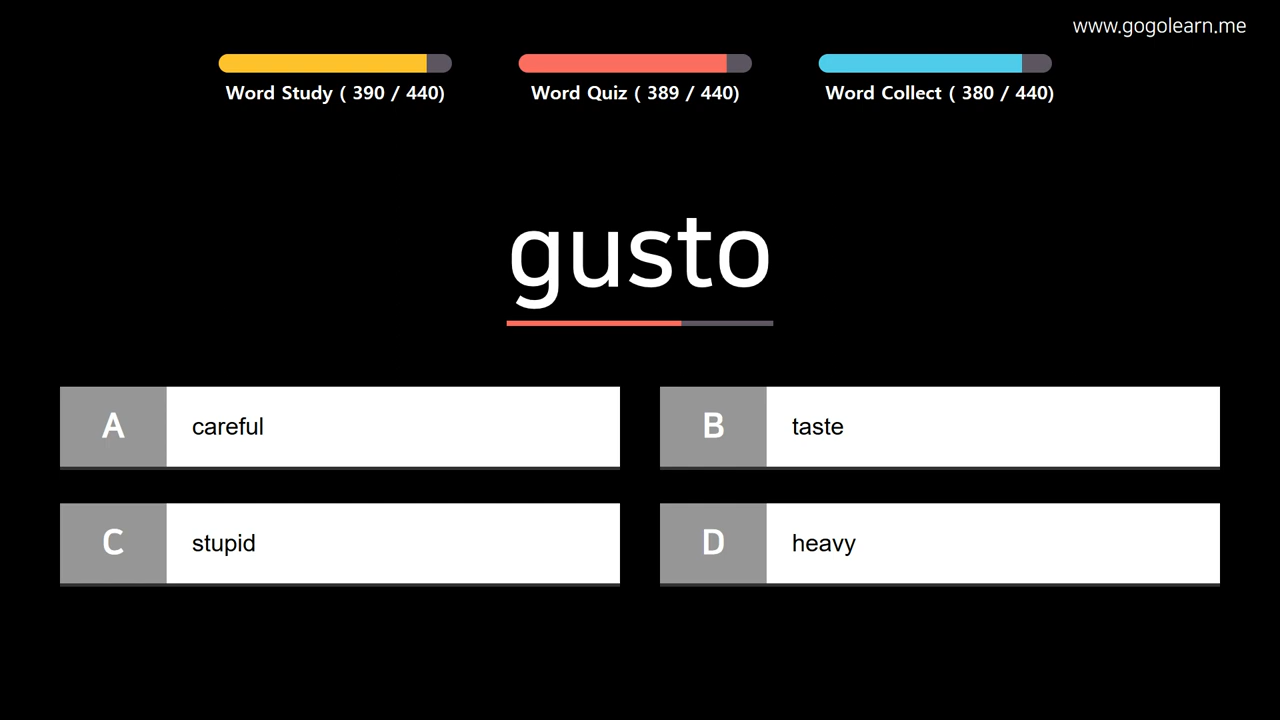 www.gogolearn.me
Word Study ( 390 / 440)
Word Quiz ( 389 / 440)
Word Collect ( 380 / 440)
gusto
A careful
B taste
C stupid
D heavy